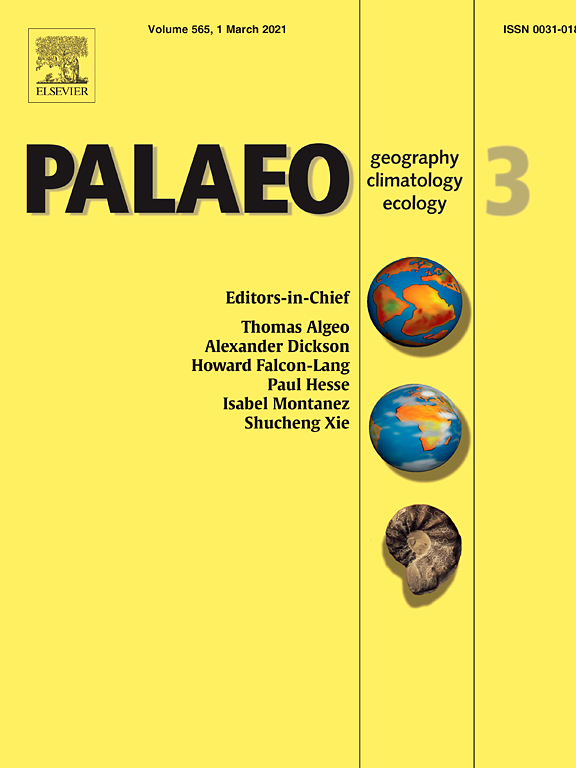 Volume 565, 1 March 2021
ISSN 0031-018
ELSEVIER
PALAEO
geography
climatology
ecology
3
Editors-in-Chief
Thomas Algeo
Alexander Dickson
Howard Falcon-Lang
Paul Hesse
Isabel Montanez
Shucheng Xie